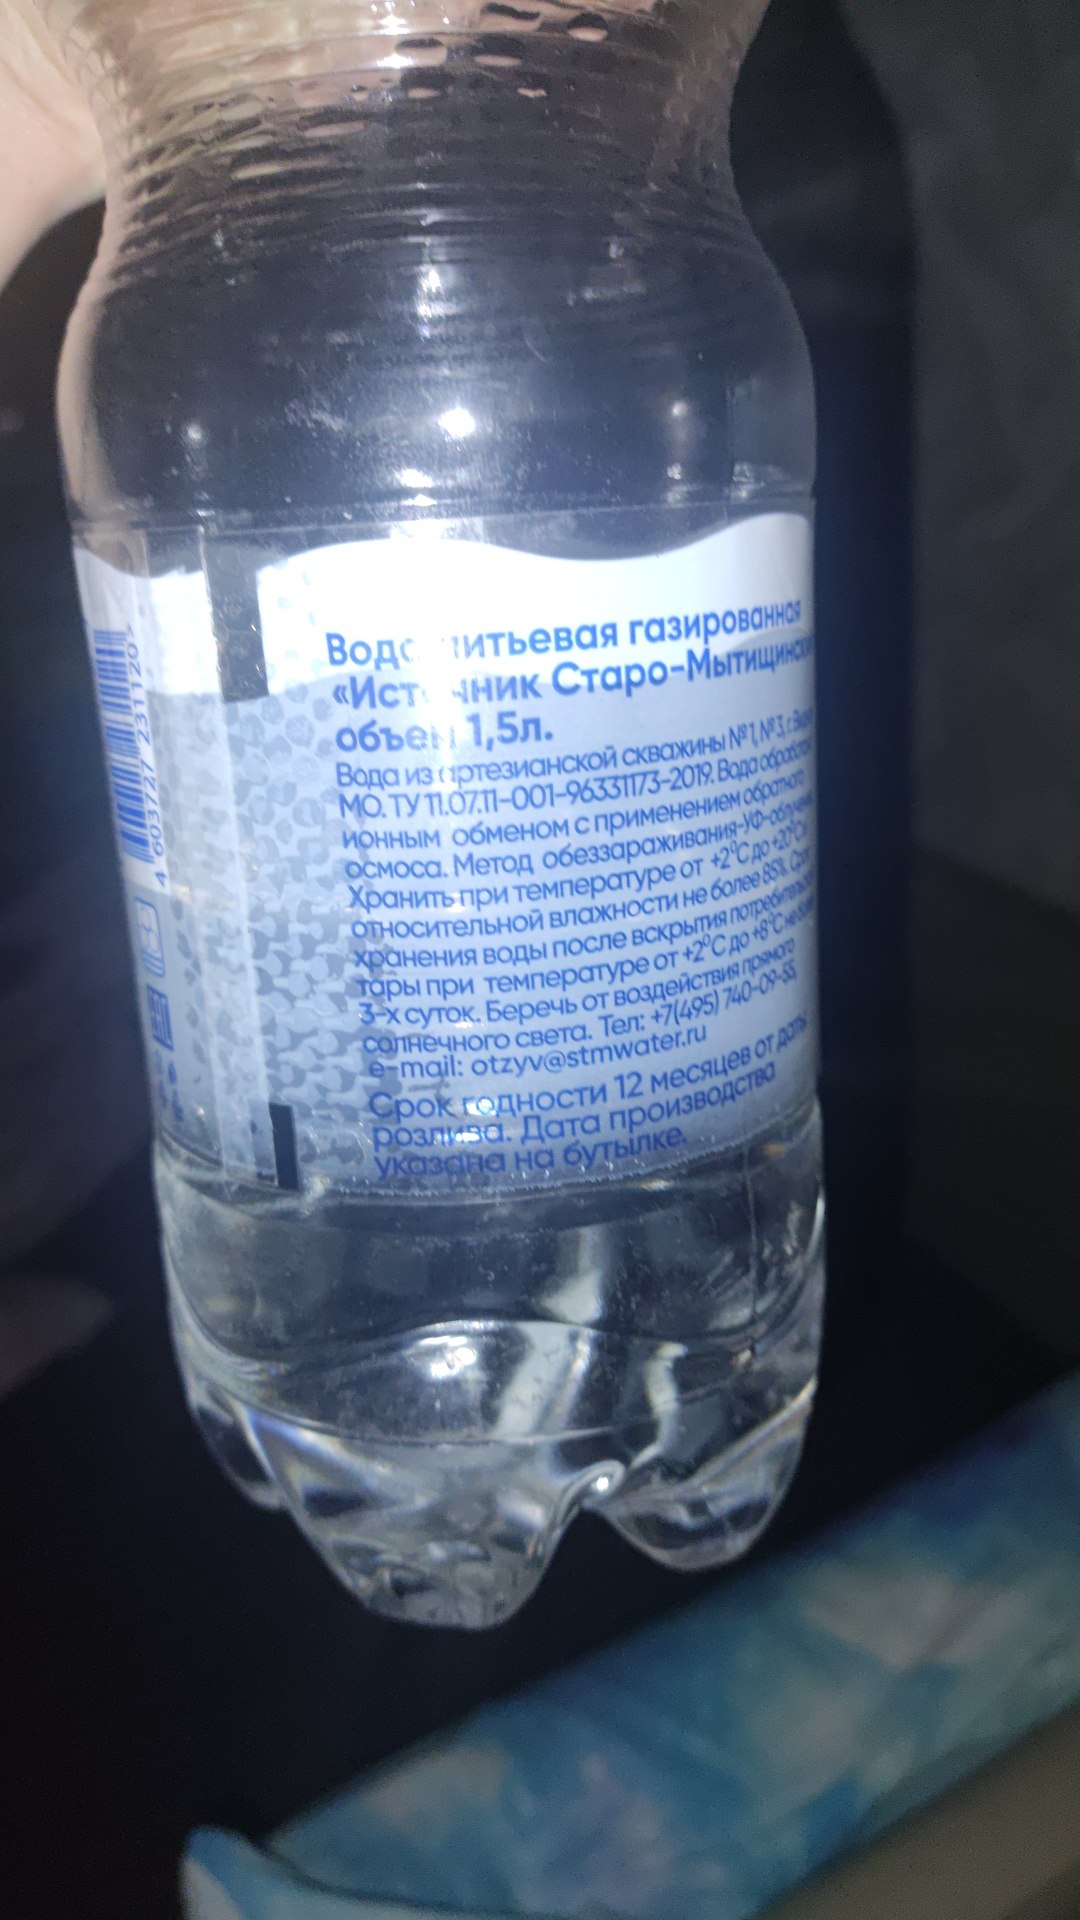 Вода питьевая газированная
«Источник Старо-Мытищинский
объем 1,5л.
Вода из артезианской скважины №1, №3, г.
МО. ТУ 11.07.11-001-96331173-2019. Вода обработана
ионным обменом с применением обратного
осмоса. Метод обеззараживания-УФ-облучение
Хранить при температуре от +2°С до +20°С и
относительной влажности не более 85%. Срок
хранения воды после вскрытия потребительской
тары при температуре от +2°С до +8°С не более
3-х суток. Беречь от воздействия прямого
солнечного света. Тел: +7(495) 740-09-55,
e-mail: otzyv@stmwater.ru
Срок годности 12 месяцев от даты
розлива. Дата производства
указана на бутылке.
4 603727 231120>